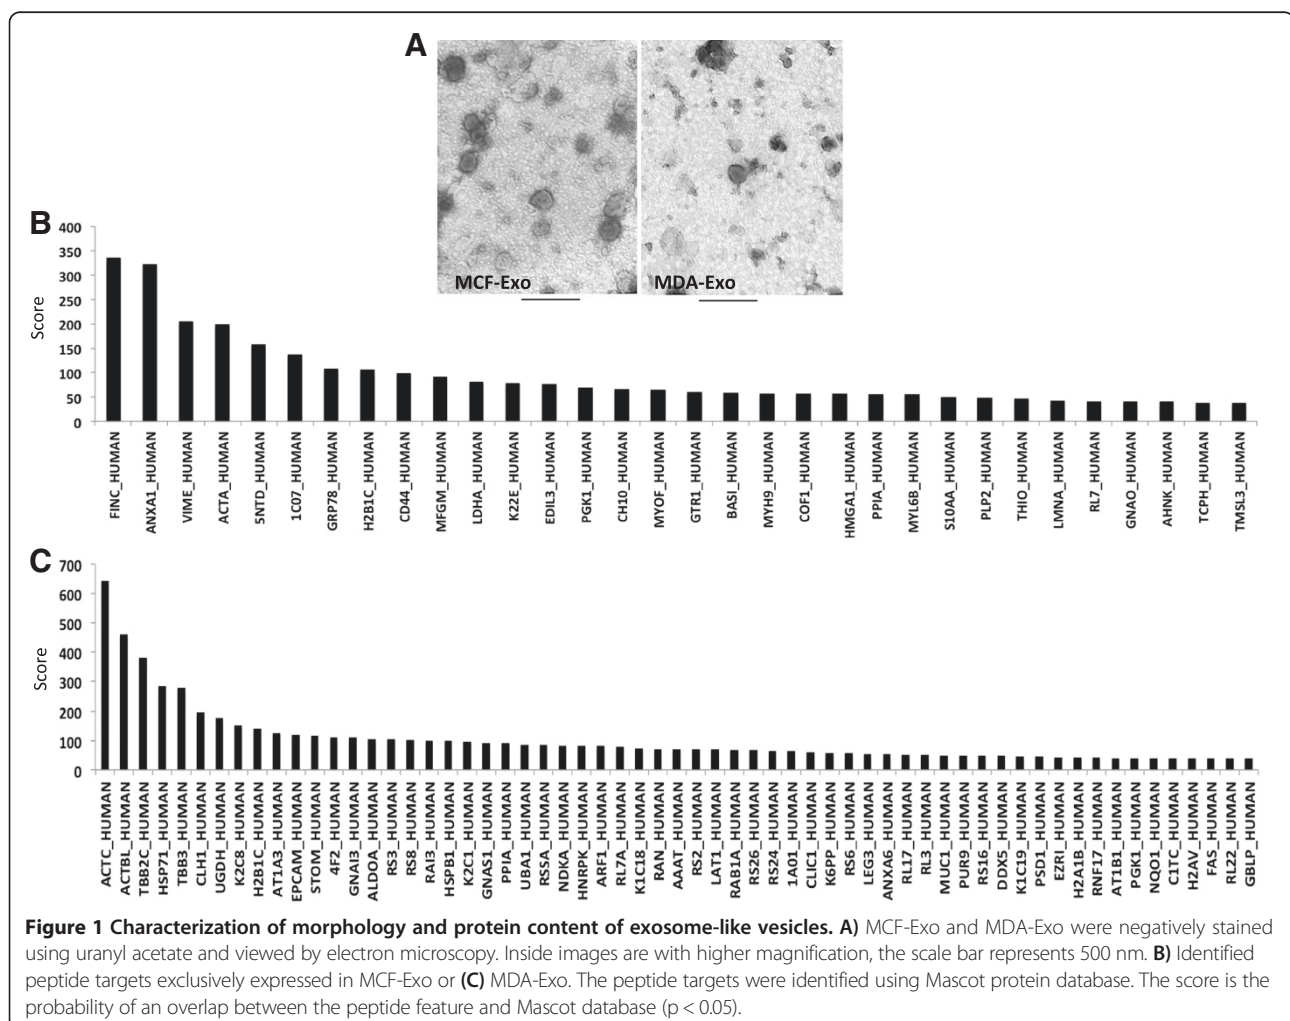 A
MCF-Exo
MDA-Exo
B
400
350
300
250
200
150
100
50
0
Score
FINC_HUMAN
ANXA1_HUMAN
VIME_HUMAN
ACTA_HUMAN
5NTD_HUMAN
1C07_HUMAN
GRP78_HUMAN
H2B1C_HUMAN
CD44_HUMAN
MFGM_HUMAN
LDHA_HUMAN
K22E_HUMAN
EDIL3_HUMAN
PGK1_HUMAN
CH10_HUMAN
MYOF_HUMAN
GTR1_HUMAN
BASI_HUMAN
MYH9_HUMAN
COF1_HUMAN
HMGA1_HUMAN
PPIA_HUMAN
MYL6B_HUMAN
S10AA_HUMAN
PLP2_HUMAN
THIO_HUMAN
LMNA_HUMAN
RL7_HUMAN
GNAO_HUMAN
AHNK_HUMAN
TCPH_HUMAN
TMSL3_HUMAN
C
700
600
500
400
300
200
100
0
Score
ACTC_HUMAN
ACTBL_HUMAN
TBB2C_HUMAN
HSP71_HUMAN
TBB3_HUMAN
CLH1_HUMAN
UGDH_HUMAN
K2C8_HUMAN
H2B1C_HUMAN
AT1A3_HUMAN
EPCAM_HUMAN
STOM_HUMAN
4F2_HUMAN
GNAI3_HUMAN
ALDOA_HUMAN
RS3_HUMAN
RS8_HUMAN
RAI3_HUMAN
HSPB1_HUMAN
K2C1_HUMAN
GNAS1_HUMAN
PPIA_HUMAN
UBA1_HUMAN
RSSA_HUMAN
NDKA_HUMAN
HNRPK_HUMAN
ARF1_HUMAN
RL7A_HUMAN
K1C18_HUMAN
RAN_HUMAN
AAAT_HUMAN
RS2_HUMAN
LAT1_HUMAN
RAB1A_HUMAN
RS26_HUMAN
RS24_HUMAN
1A01_HUMAN
CLIC1_HUMAN
K6PP_HUMAN
RS6_HUMAN
LEG3_HUMAN
ANXA6_HUMAN
RL17_HUMAN
RL3_HUMAN
MUC1_HUMAN
PUR9_HUMAN
RS16_HUMAN
DDX5_HUMAN
K1C19_HUMAN
PSD1_HUMAN
EZRI_HUMAN
H2A1B_HUMAN
RNF17_HUMAN
AT1B1_HUMAN
PGK1_HUMAN
NQO1_HUMAN
C1TC_HUMAN
H2AV_HUMAN
FAS_HUMAN
RL22_HUMAN
GBLP_HUMAN
Figure 1 Characterization of morphology and protein content of exosome-like vesicles. A) MCF-Exo and MDA-Exo were negatively stained
using uranyl acetate and viewed by electron microscopy. Inside images are with higher magnification, the scale bar represents 500 nm. B) Identified
peptide targets exclusively expressed in MCF-Exo or (C) MDA-Exo. The peptide targets were identified using Mascot protein database. The score is the
probability of an overlap between the peptide feature and Mascot database (p < 0.05).